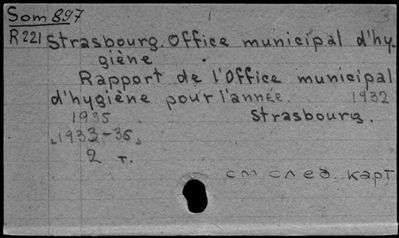 Som 897
R 221 Strasbourg. Office municipal d'hy-
giène
Rapport de l'Office municipal
d'hygiène pour l'année 1932
1935 Strasbourg.
1933-36,
2 т.
см след. карт